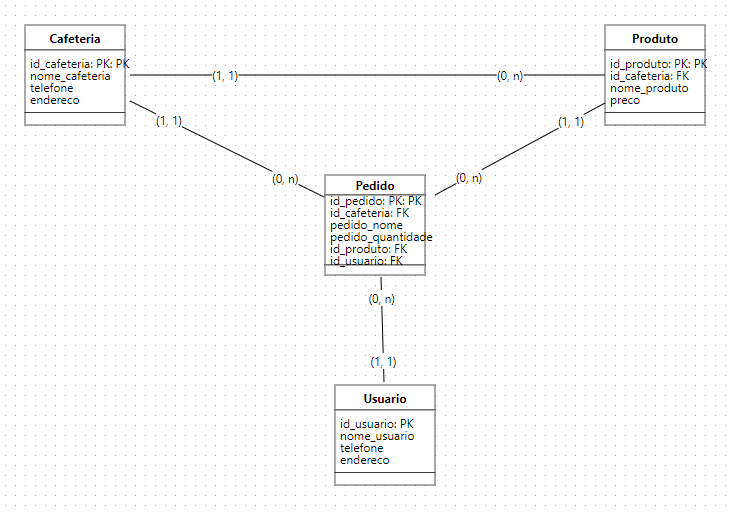 Cafeteria
id_cafeteria: PK: PK
nome_cafeteria
telefone
endereco
Produto
id_produto: PK: PK
id_cafeteria: FK
nome_produto
preco
(1, 1)
(0, n)
(1, 1)
(0, n)
(1, 1)
(0, n)
Pedido
id_pedido: PK: PK
id_cafeteria: FK
pedido_nome
pedido_quantidade
id_produto: FK
id_usuario: FK
(0, n)
(1, 1)
Usuario
id_usuario: PK
nome_usuario
telefone
endereco